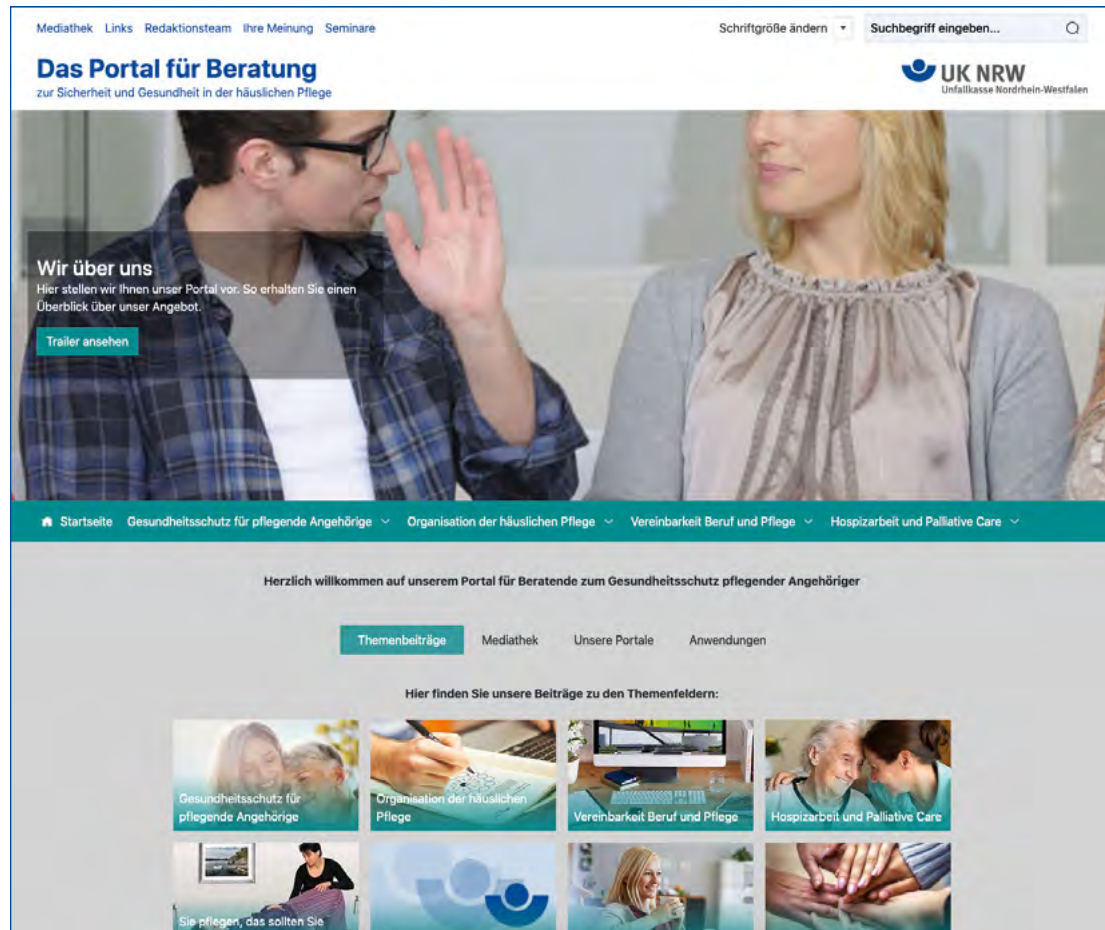 Mediathek Links Redaktionsteam Ihre Meinung Seminare
Schriftgröße ändern
Suchbegriff eingeben...
Das Portal für Beratung
zur Sicherheit und Gesundheit in der häuslichen Pflege
UK NRW
Unfallkasse Nordrhein-Westfalen
Wir über uns
Hier stellen wir Ihnen unser Portal vor. So erhalten Sie einen
Überblick über unser Angebot.
Trailer ansehen
Startseite Gesundheitsschutz für pflegende Angehörige Organisation der häuslichen Pflege Vereinbarkeit Beruf und Pflege Hospizarbeit und Palliative Care
Herzlich willkommen auf unserem Portal für Beratende zum Gesundheitsschutz pflegender Angehöriger
Themenbeiträge Mediathek Unsere Portale Anwendungen
Hier finden Sie unsere Beiträge zu den Themenfeldern:
Gesundheitsschutz für
pflegende Angehörige
Organisation der häuslichen
Pflege
Vereinbarkeit Beruf und Pflege
Hospizarbeit und Palliative Care
Sie pflegen, das sollten Sie